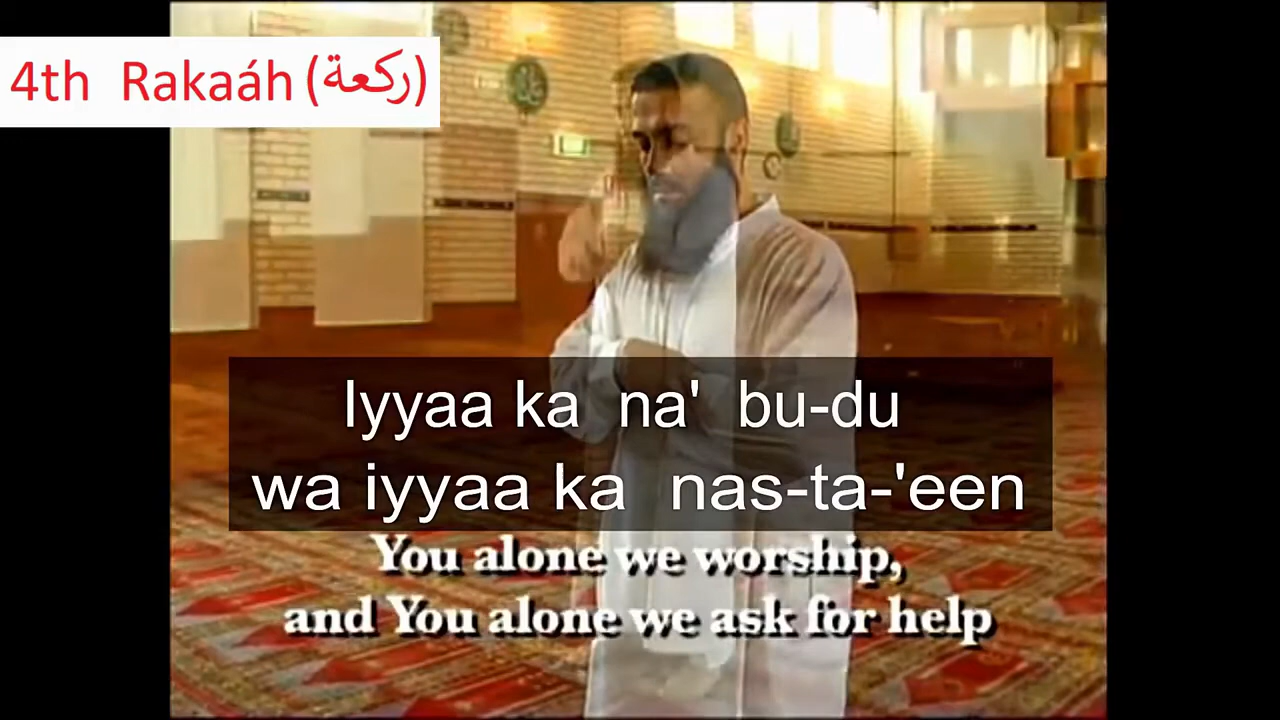 4th Rakaáh (ركعة)
Iyyaa ka na' bu-du
wa iyyaa ka nas-ta-'een
You alone we worship,
and You alone we ask for help